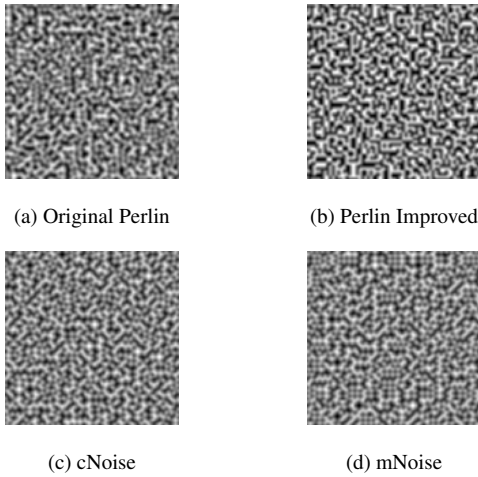 (a) Original Perlin
(b) Perlin Improved
(c) cNoise
(d) mNoise